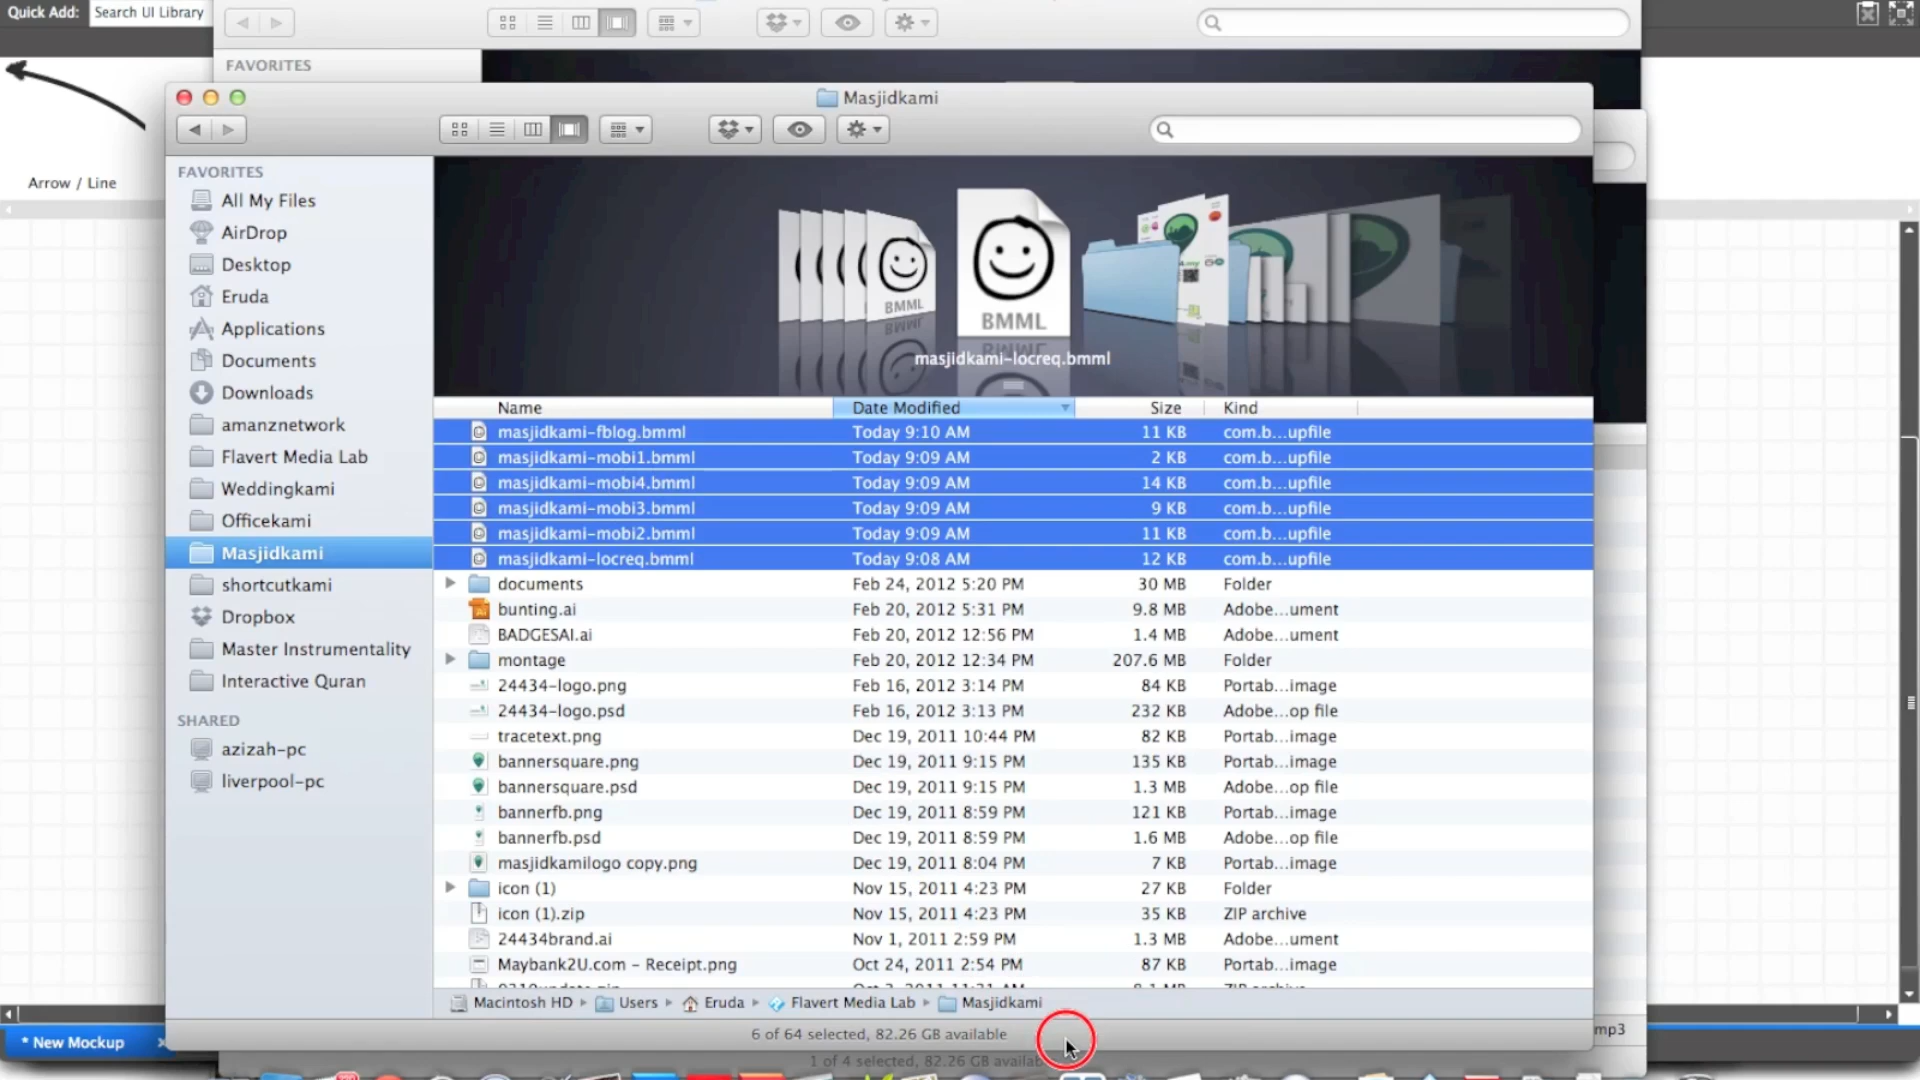 Quick Add:
Search UI Library
FAVORITES
Masjidkami
Arrow / Line
FAVORITES
All My Files
AirDrop
Desktop
Eruda
Applications
Documents
Downloads
amanznetwork
Flavert Media Lab
Weddingkami
Officekami
Masjidkami
shortcutkami
Dropbox
Master Instrumentality
Interactive Quran
SHARED
azizah-pc
liverpool-pc
BMML
BMML
masjidkami-locreq.bmml
Name Date Modified Size Kind
masjidkami-fblog.bmml Today 9:10 AM 11 KB com.b...upfile
masjidkami-mobi1.bmml Today 9:09 AM 2 KB com.b...upfile
masjidkami-mobi4.bmml Today 9:09 AM 14 KB com.b...upfile
masjidkami-mobi3.bmml Today 9:09 AM 9 KB com.b...upfile
masjidkami-mobi2.bmml Today 9:09 AM 11 KB com.b...upfile
masjidkami-locreq.bmml Today 9:08 AM 12 KB com.b...upfile
documents Feb 24, 2012 5:20 PM 30 MB Folder
bunting.ai Feb 20, 2012 5:31 PM 9.8 MB Adobe...ument
BADGESAI.ai Feb 20, 2012 12:56 PM 1.4 MB Adobe...ument
montage Feb 20, 2012 12:34 PM 207.6 MB Folder
24434-logo.png Feb 16, 2012 3:14 PM 84 KB Portab...image
24434-logo.psd Feb 16, 2012 3:13 PM 232 KB Adobe...op file
tracetext.png Dec 19, 2011 10:44 PM 82 KB Portab...image
bannersquare.png Dec 19, 2011 9:15 PM 135 KB Portab...image
bannersquare.psd Dec 19, 2011 9:15 PM 1.3 MB Adobe...op file
bannerfb.png Dec 19, 2011 8:59 PM 121 KB Portab...image
bannerfb.psd Dec 19, 2011 8:59 PM 1.6 MB Adobe...op file
masjidkamilogo copy.png Dec 19, 2011 8:04 PM 7 KB Portab...image
icon (1) Nov 15, 2011 4:23 PM 27 KB Folder
icon (1).zip Nov 15, 2011 4:23 PM 35 KB ZIP archive
24434brand.ai Nov 1, 2011 2:59 PM 1.3 MB Adobe...ument
Maybank2U.com - Receipt.png Oct 24, 2011 2:54 PM 87 KB Portab...image
Macintosh HD Users Eruda Flavert Media Lab Masjidkami
6 of 64 selected, 82.26 GB available
mp3
* New Mockup
1 of 4 selected, 82.26 GB availab